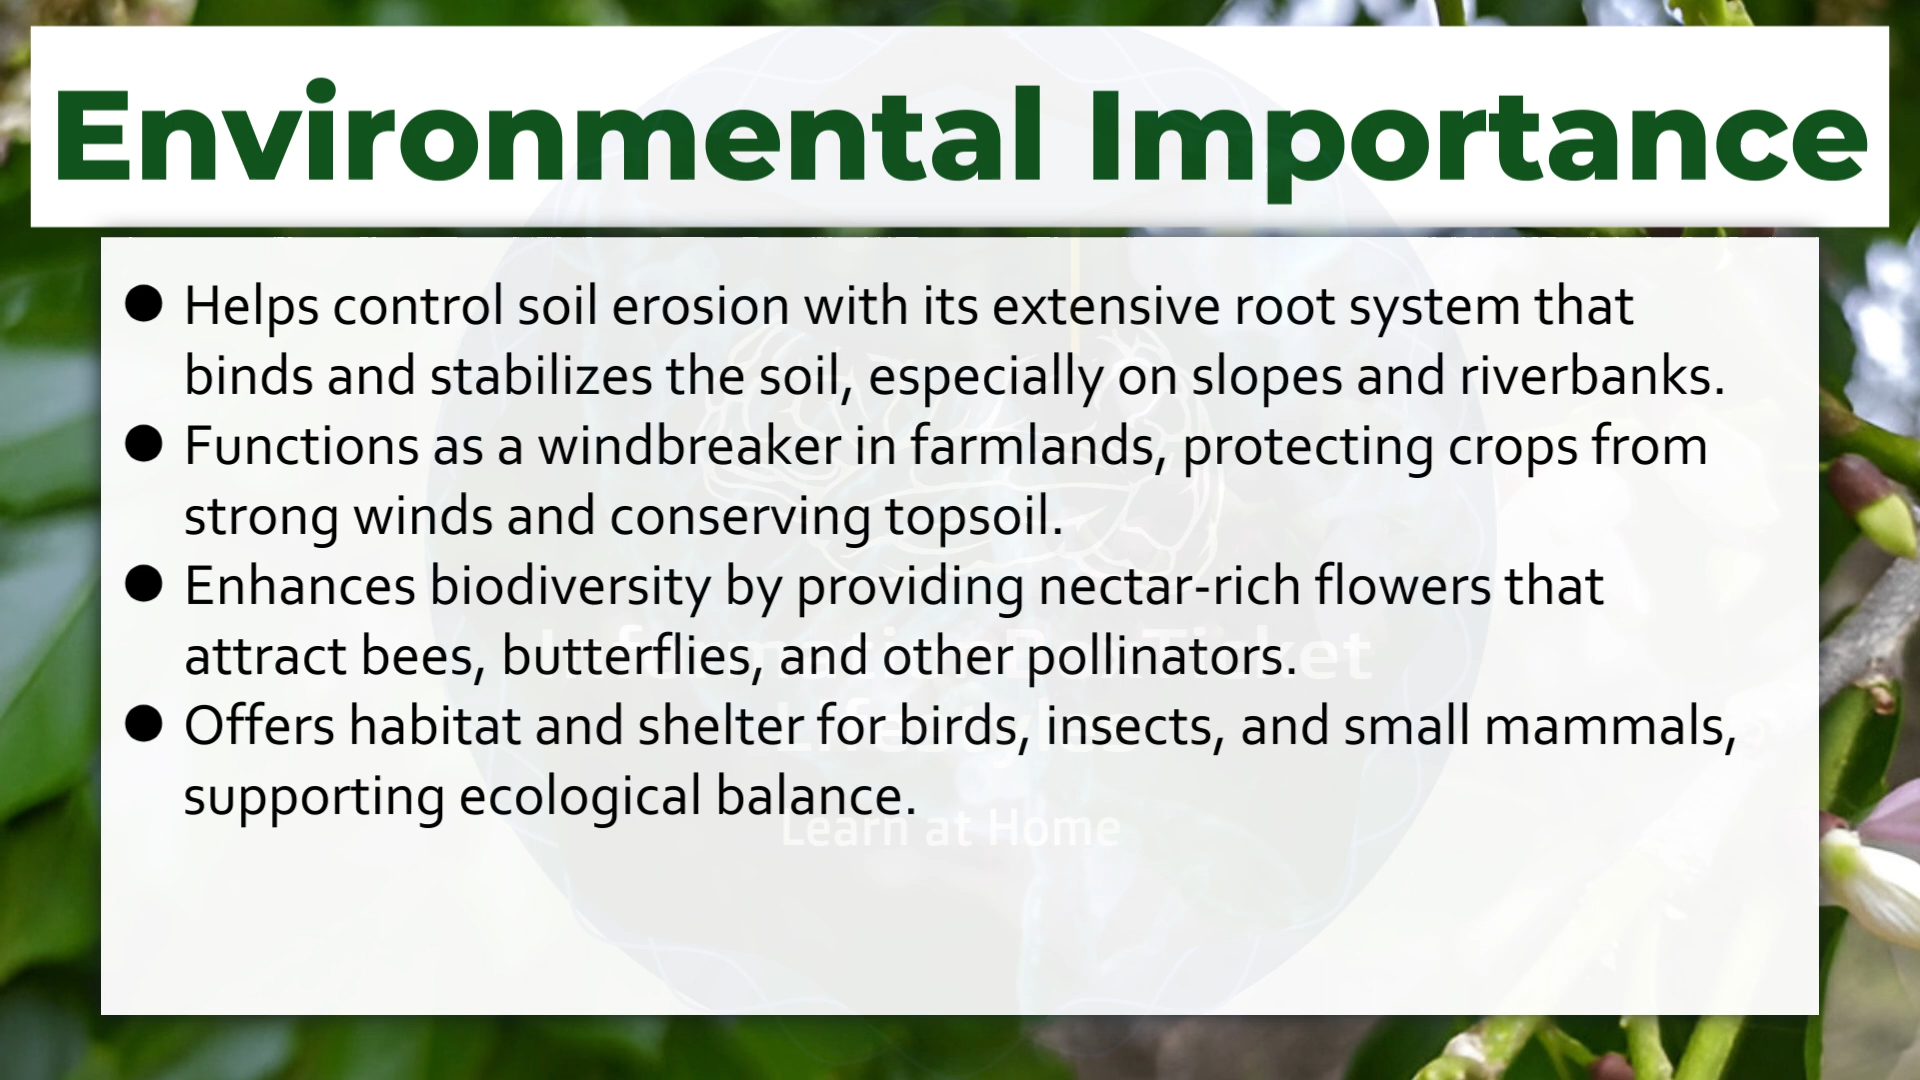 Environmental Importance
● Helps control soil erosion with its extensive root system that
binds and stabilizes the soil, especially on slopes and riverbanks.
● Functions as a windbreaker in farmlands, protecting crops from
strong winds and conserving topsoil.
● Enhances biodiversity by providing nectar-rich flowers that
attract bees, butterflies, and other pollinators.
● Offers habitat and shelter for birds, insects, and small mammals,
supporting ecological balance.
Learn at Home